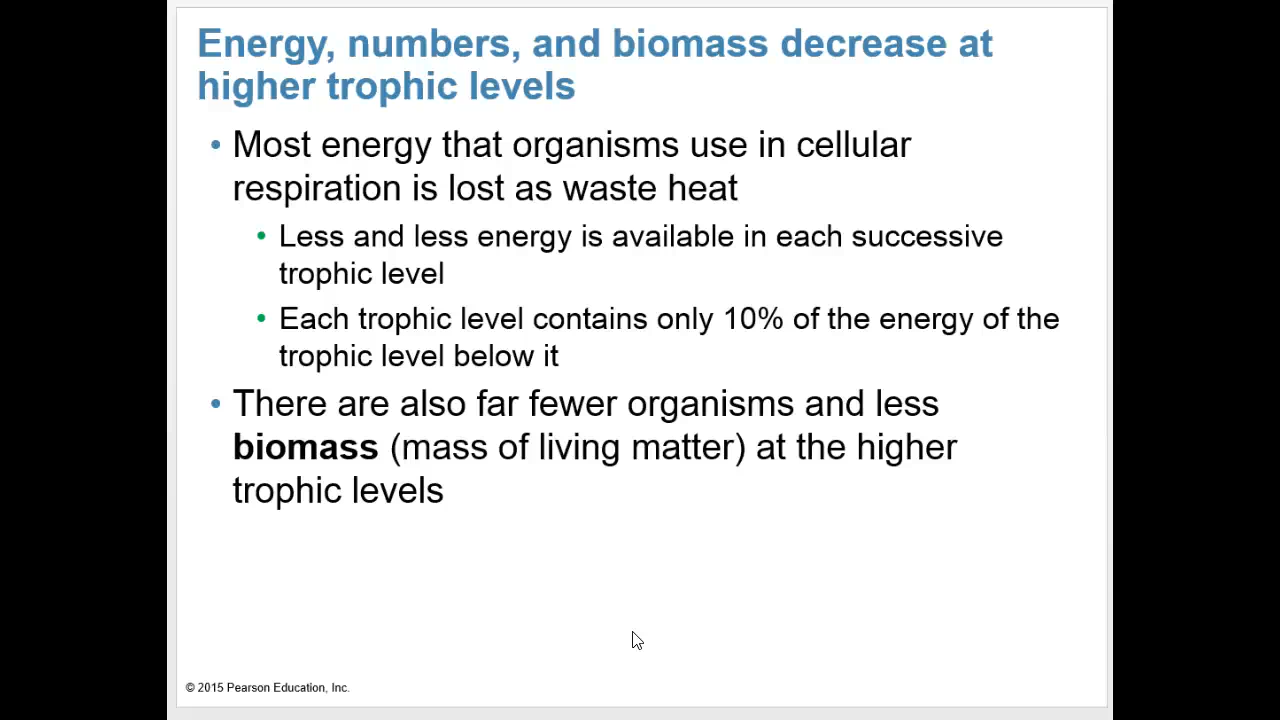 Energy, numbers, and biomass decrease at
higher trophic levels
• Most energy that organisms use in cellular
respiration is lost as waste heat
• Less and less energy is available in each successive
trophic level
• Each trophic level contains only 10% of the energy of the
trophic level below it
• There are also far fewer organisms and less
biomass (mass of living matter) at the higher
trophic levels
© 2015 Pearson Education, Inc.